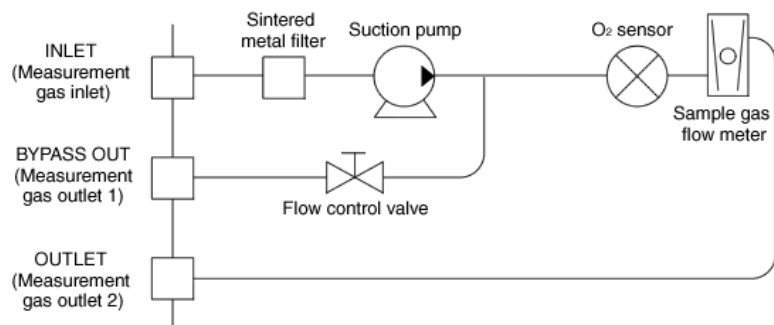 INLET
(Measurement
gas inlet)
Sintered
metal filter
Suction pump
O₂ sensor
Sample gas
flow meter
BYPASS OUT
(Measurement
gas outlet 1)
Flow control valve
OUTLET
(Measurement
gas outlet 2)